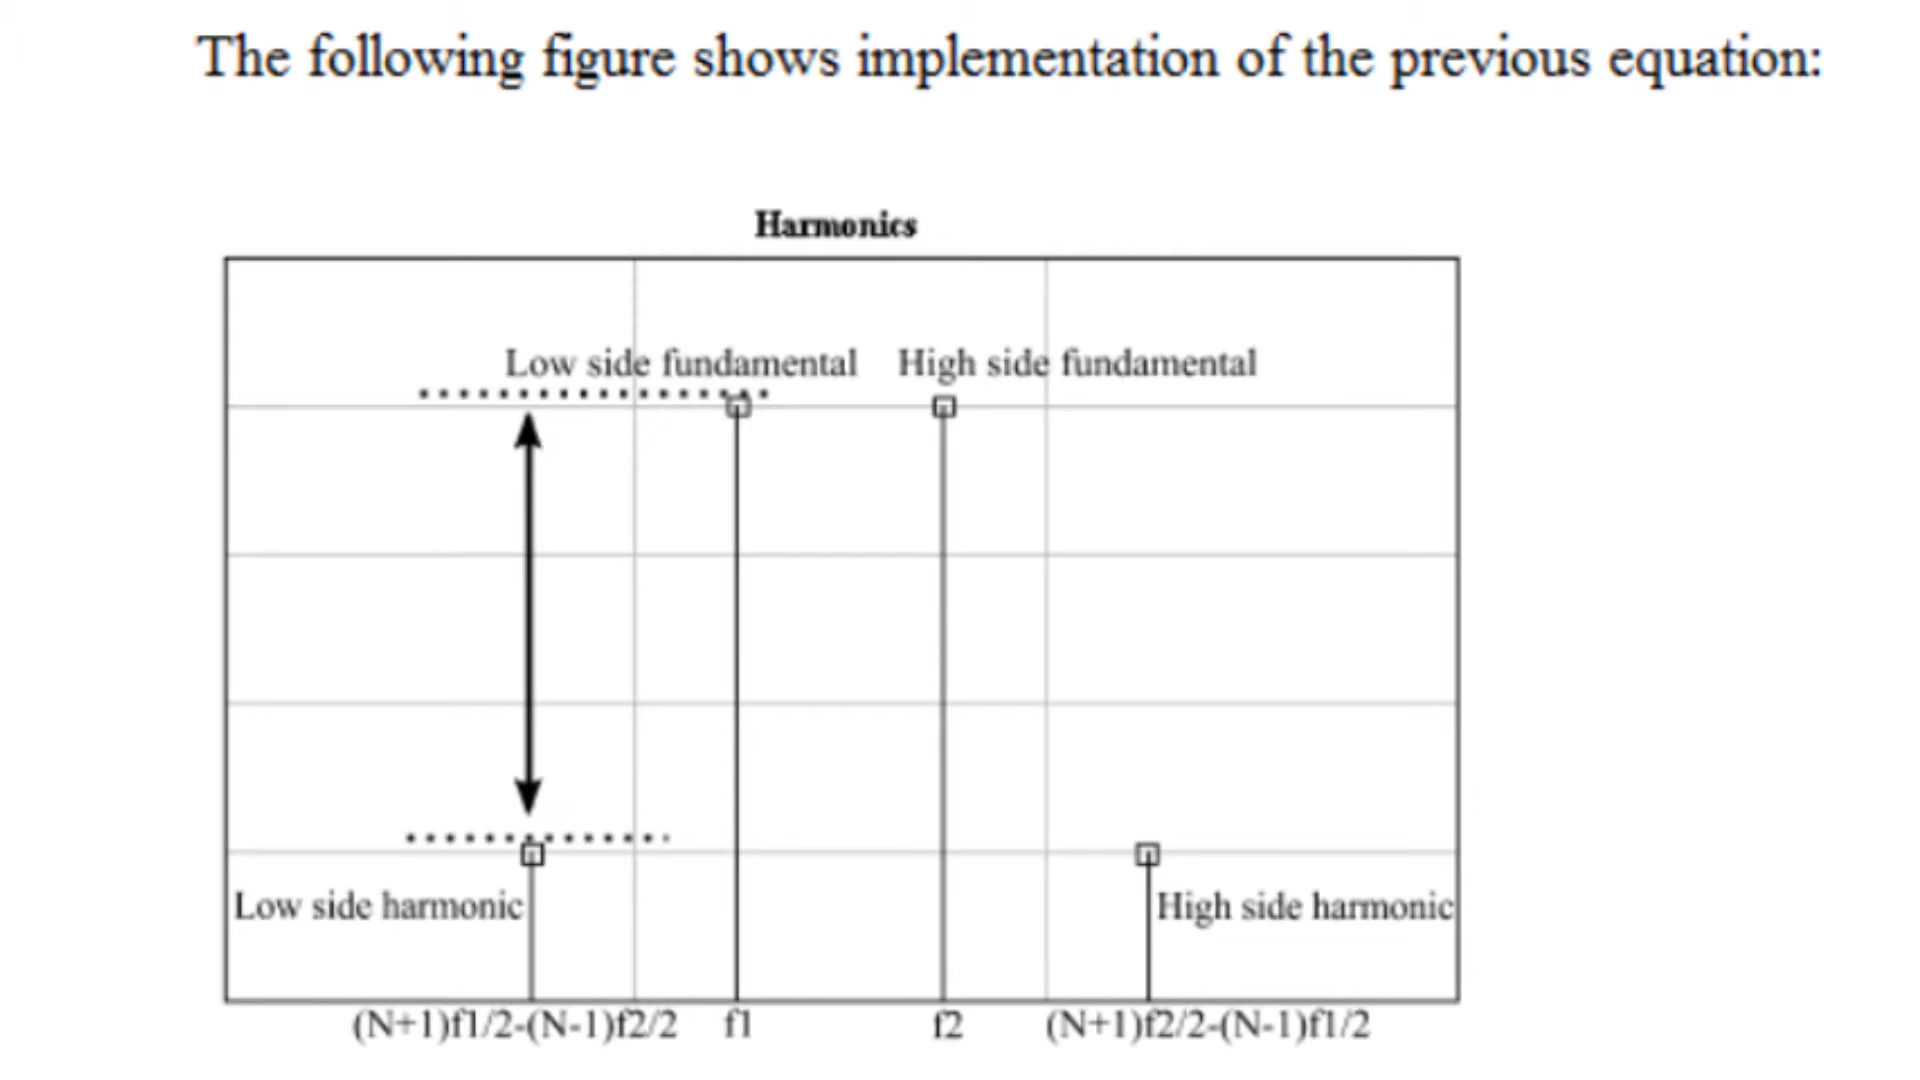 The following figure shows implementation of the previous equation:
Harmonics
Low side fundamental High side fundamental
Low side harmonic High side harmonic
(N+1)f1/2-(N-1)f2/2 f1 f2 (N+1)f2/2-(N-1)f1/2